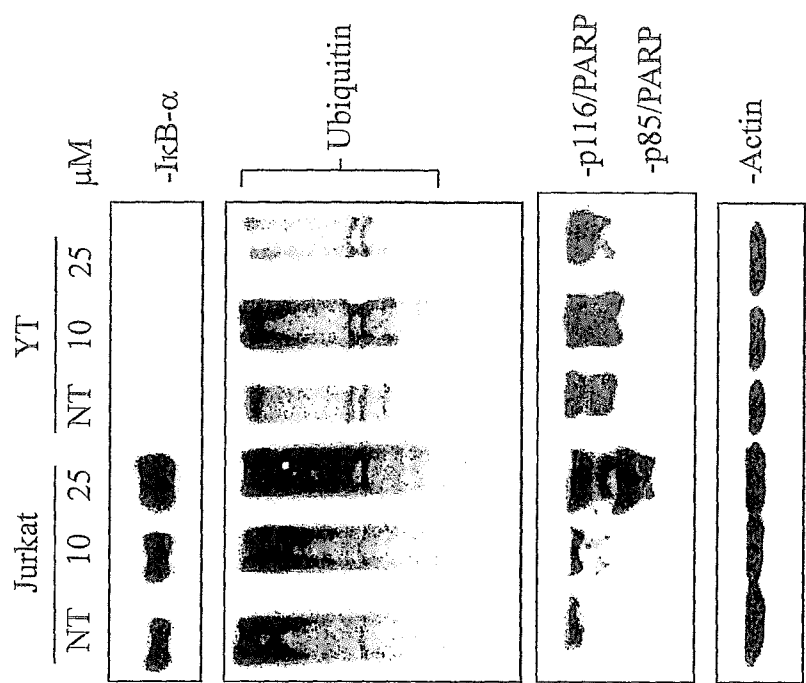 Jurkat YT
NT 10 25 NT 10 25 μM
-IκB-α
Ubiquitin
-p116/PARP
-p85/PARP
-Actin